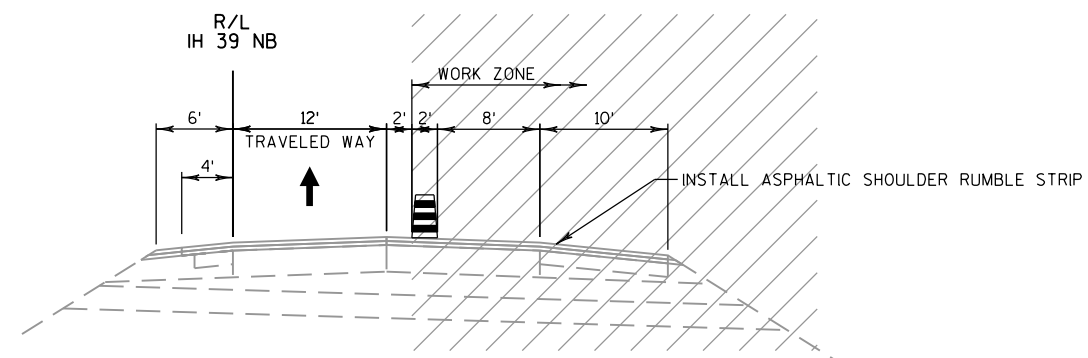 R/L
IH 39 NB
WORK ZONE
6' 12' 2' 2' 8' 10'
TRAVELED WAY
4'
INSTALL ASPHALTIC SHOULDER RUMBLE STRIP